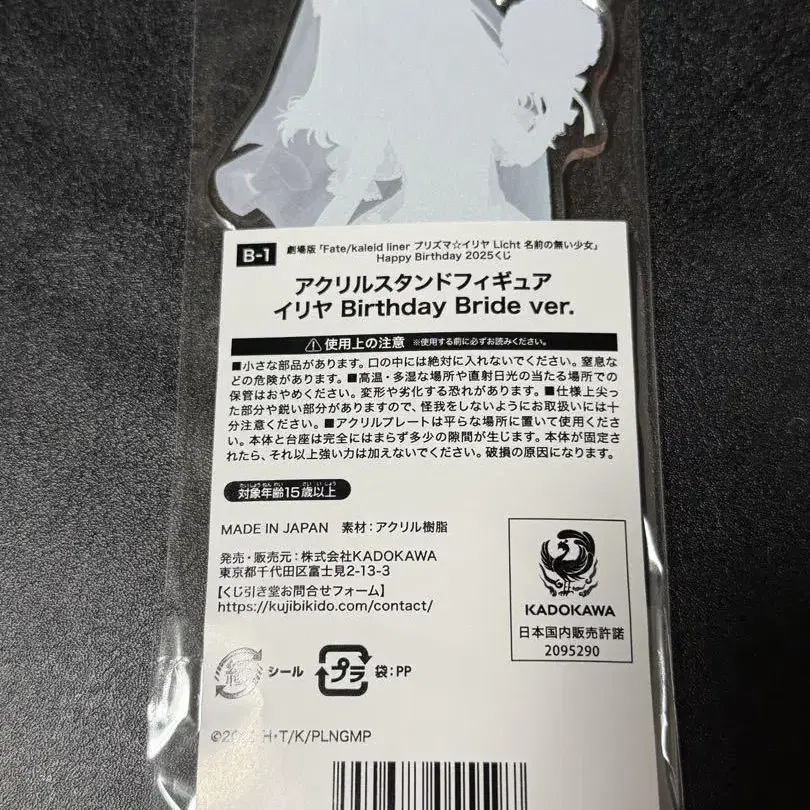 B-1
劇場版「Fate/kaleid liner プリズマ☆イリヤ Licht 名前の無い少女」
Happy Birthday 2025くじ
アクリルスタンドフィギュア
イリヤ Birthday Bride ver.
使用上の注意 ※使用する前に必ずお読みください。
■小さな部品があります。口の中には絶対に入れないでください。窒息な
どの危険があります。■高温・多湿な場所や直射日光の当たる場所での
保管はおやめください。変形や劣化する恐れがあります。■仕様上尖っ
た部分や鋭い部分がありますので、怪我をしないようにお取扱いには十
分注意ください。■アクリルプレートは平らな場所に置いて使用くださ
い。本体と台座は完全にはまらず多少の隙間が生じます。本体が固定さ
れたら、それ以上強い力は加えないでください。破損の原因になります。
たいしょうねんれい さいいじょう
対象年齢15歳以上
MADE IN JAPAN 素材：アクリル樹脂
発売・販売元：株式会社KADOKAWA
東京都千代田区富士見2-13-3
【くじ引き堂お問合せフォーム】
https://kujibikido.com/contact/
KADOKAWA
日本国内販売許諾
2095290
紙 シール
プラ 袋：PP
H・T/K/PLNGMP